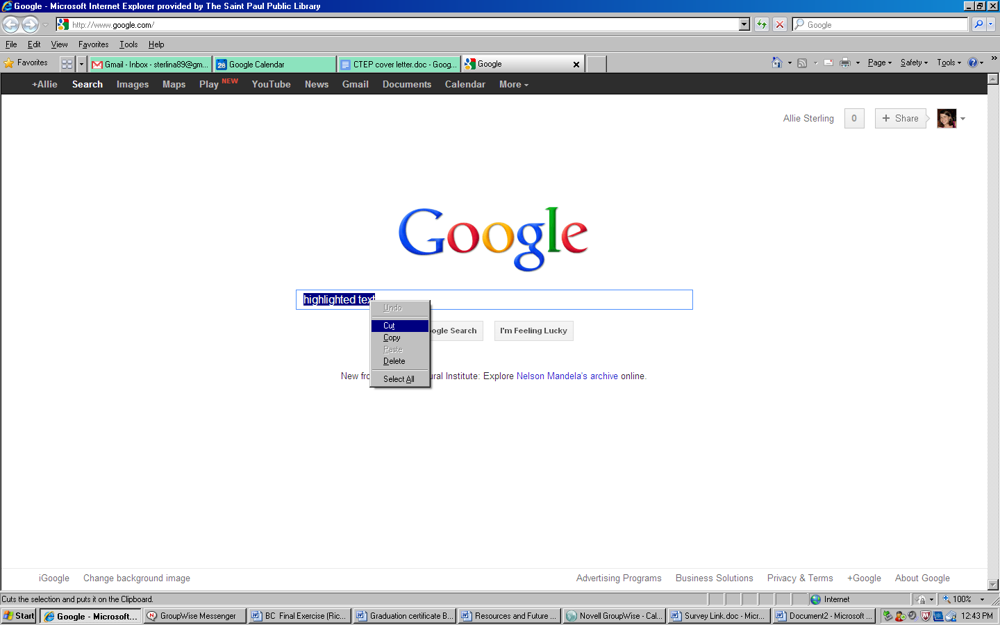 Google - Microsoft Internet Explorer provided by The Saint Paul Public Library
http://www.google.com/
Google
File Edit View Favorites Tools Help
Favorites
Gmail - Inbox - sterlina89@gm...
28 Google Calendar
CTEP cover letter.doc - Goog...
Google
Page Safety Tools
+Allie Search Images Maps Play NEW YouTube News Gmail Documents Calendar More
Allie Sterling 0 + Share
Google
highlighted text
Undo
Cut
Copy
Paste
Delete
Select All
ogle Search I'm Feeling Lucky
New fro ural Institute: Explore Nelson Mandela's archive online.
iGoogle Change background image Advertising Programs Business Solutions Privacy & Terms +Google About Google
Cuts the selection and puts it on the Clipboard. Internet 100%
Start Google - Microsoft... GroupWise Messenger BC Final Exercise (Ric... Graduation certificate B... Resources and Future ... Novell GroupWise - Cal... Survey Link.doc - Micr... Document2 - Microsoft ... 12:43 PM